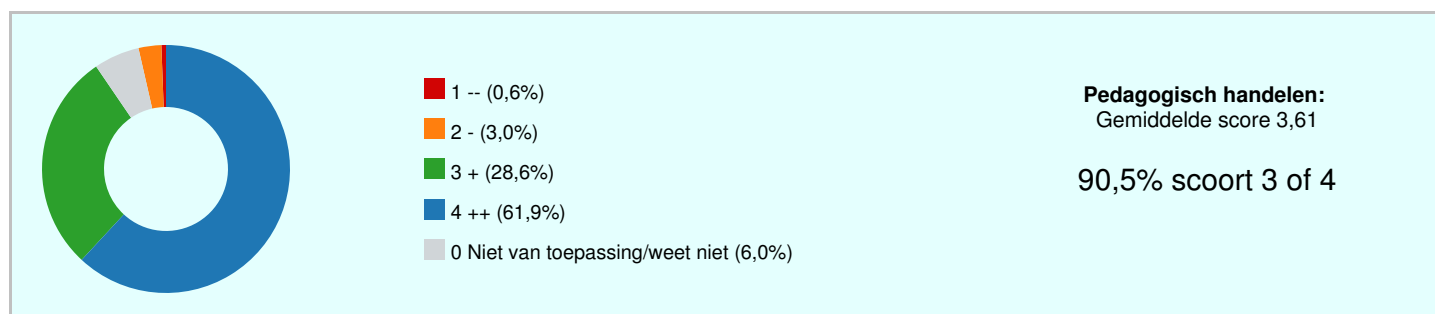 1 -- (0,6%)
2 - (3,0%)
3 + (28,6%)
4 ++ (61,9%)
0 Niet van toepassing/weet niet (6,0%)
Pedagogisch handelen:
Gemiddelde score 3,61
90,5% scoort 3 of 4